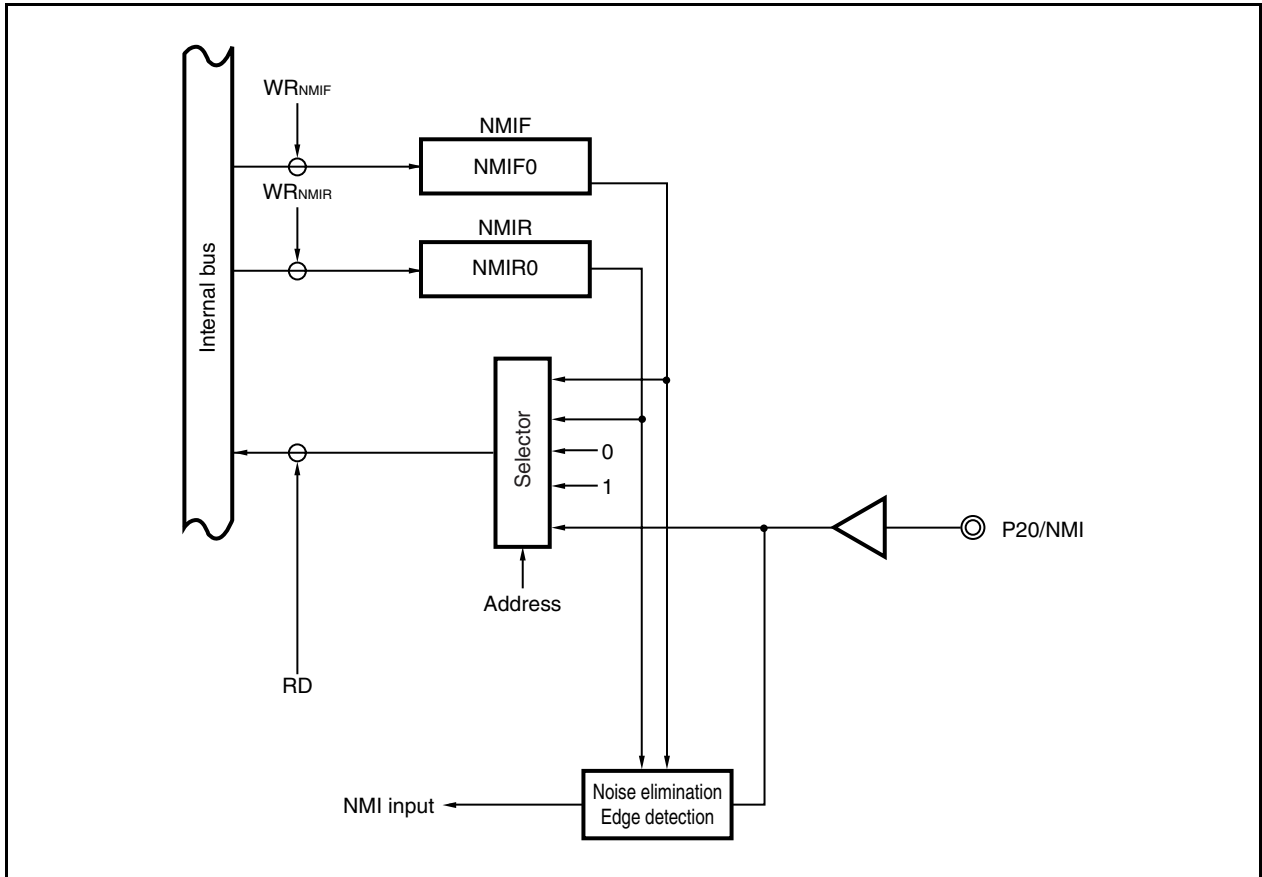 WRNMIF
NMIF
NMIF0
WRNMIR
NMIR
NMIR0
Internal bus
Selector
0
1
P20/NMI
Address
RD
Noise elimination
Edge detection
NMI input